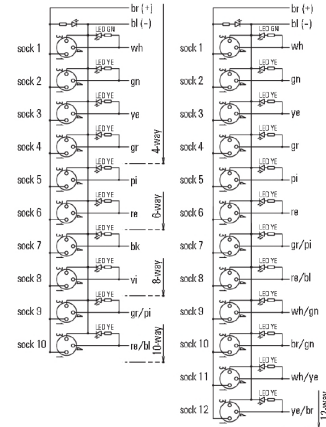 br (+)
bl (−)
LED GN
sock 1
wh
LED YE
sock 2
gn
LED YE
sock 3
ye
LED YE
sock 4
gr
4-way
LED YE
sock 5
pi
LED YE
sock 6
re
6-way
LED YE
sock 7
bk
LED YE
sock 8
vi
8-way
LED YE
sock 9
gr/pi
LED YE
sock 10
re/bl
10-way
br (+)
bl (−)
LED GN
sock 1
wh
LED YE
sock 2
gn
LED YE
sock 3
ye
LED YE
sock 4
gr
LED YE
sock 5
pi
LED YE
sock 6
re
LED YE
sock 7
gr/pi
LED YE
sock 8
re/bl
LED YE
sock 9
wh/gn
LED YE
sock 10
br/gn
LED YE
sock 11
wh/ye
LED YE
sock 12
ye/br
12-way